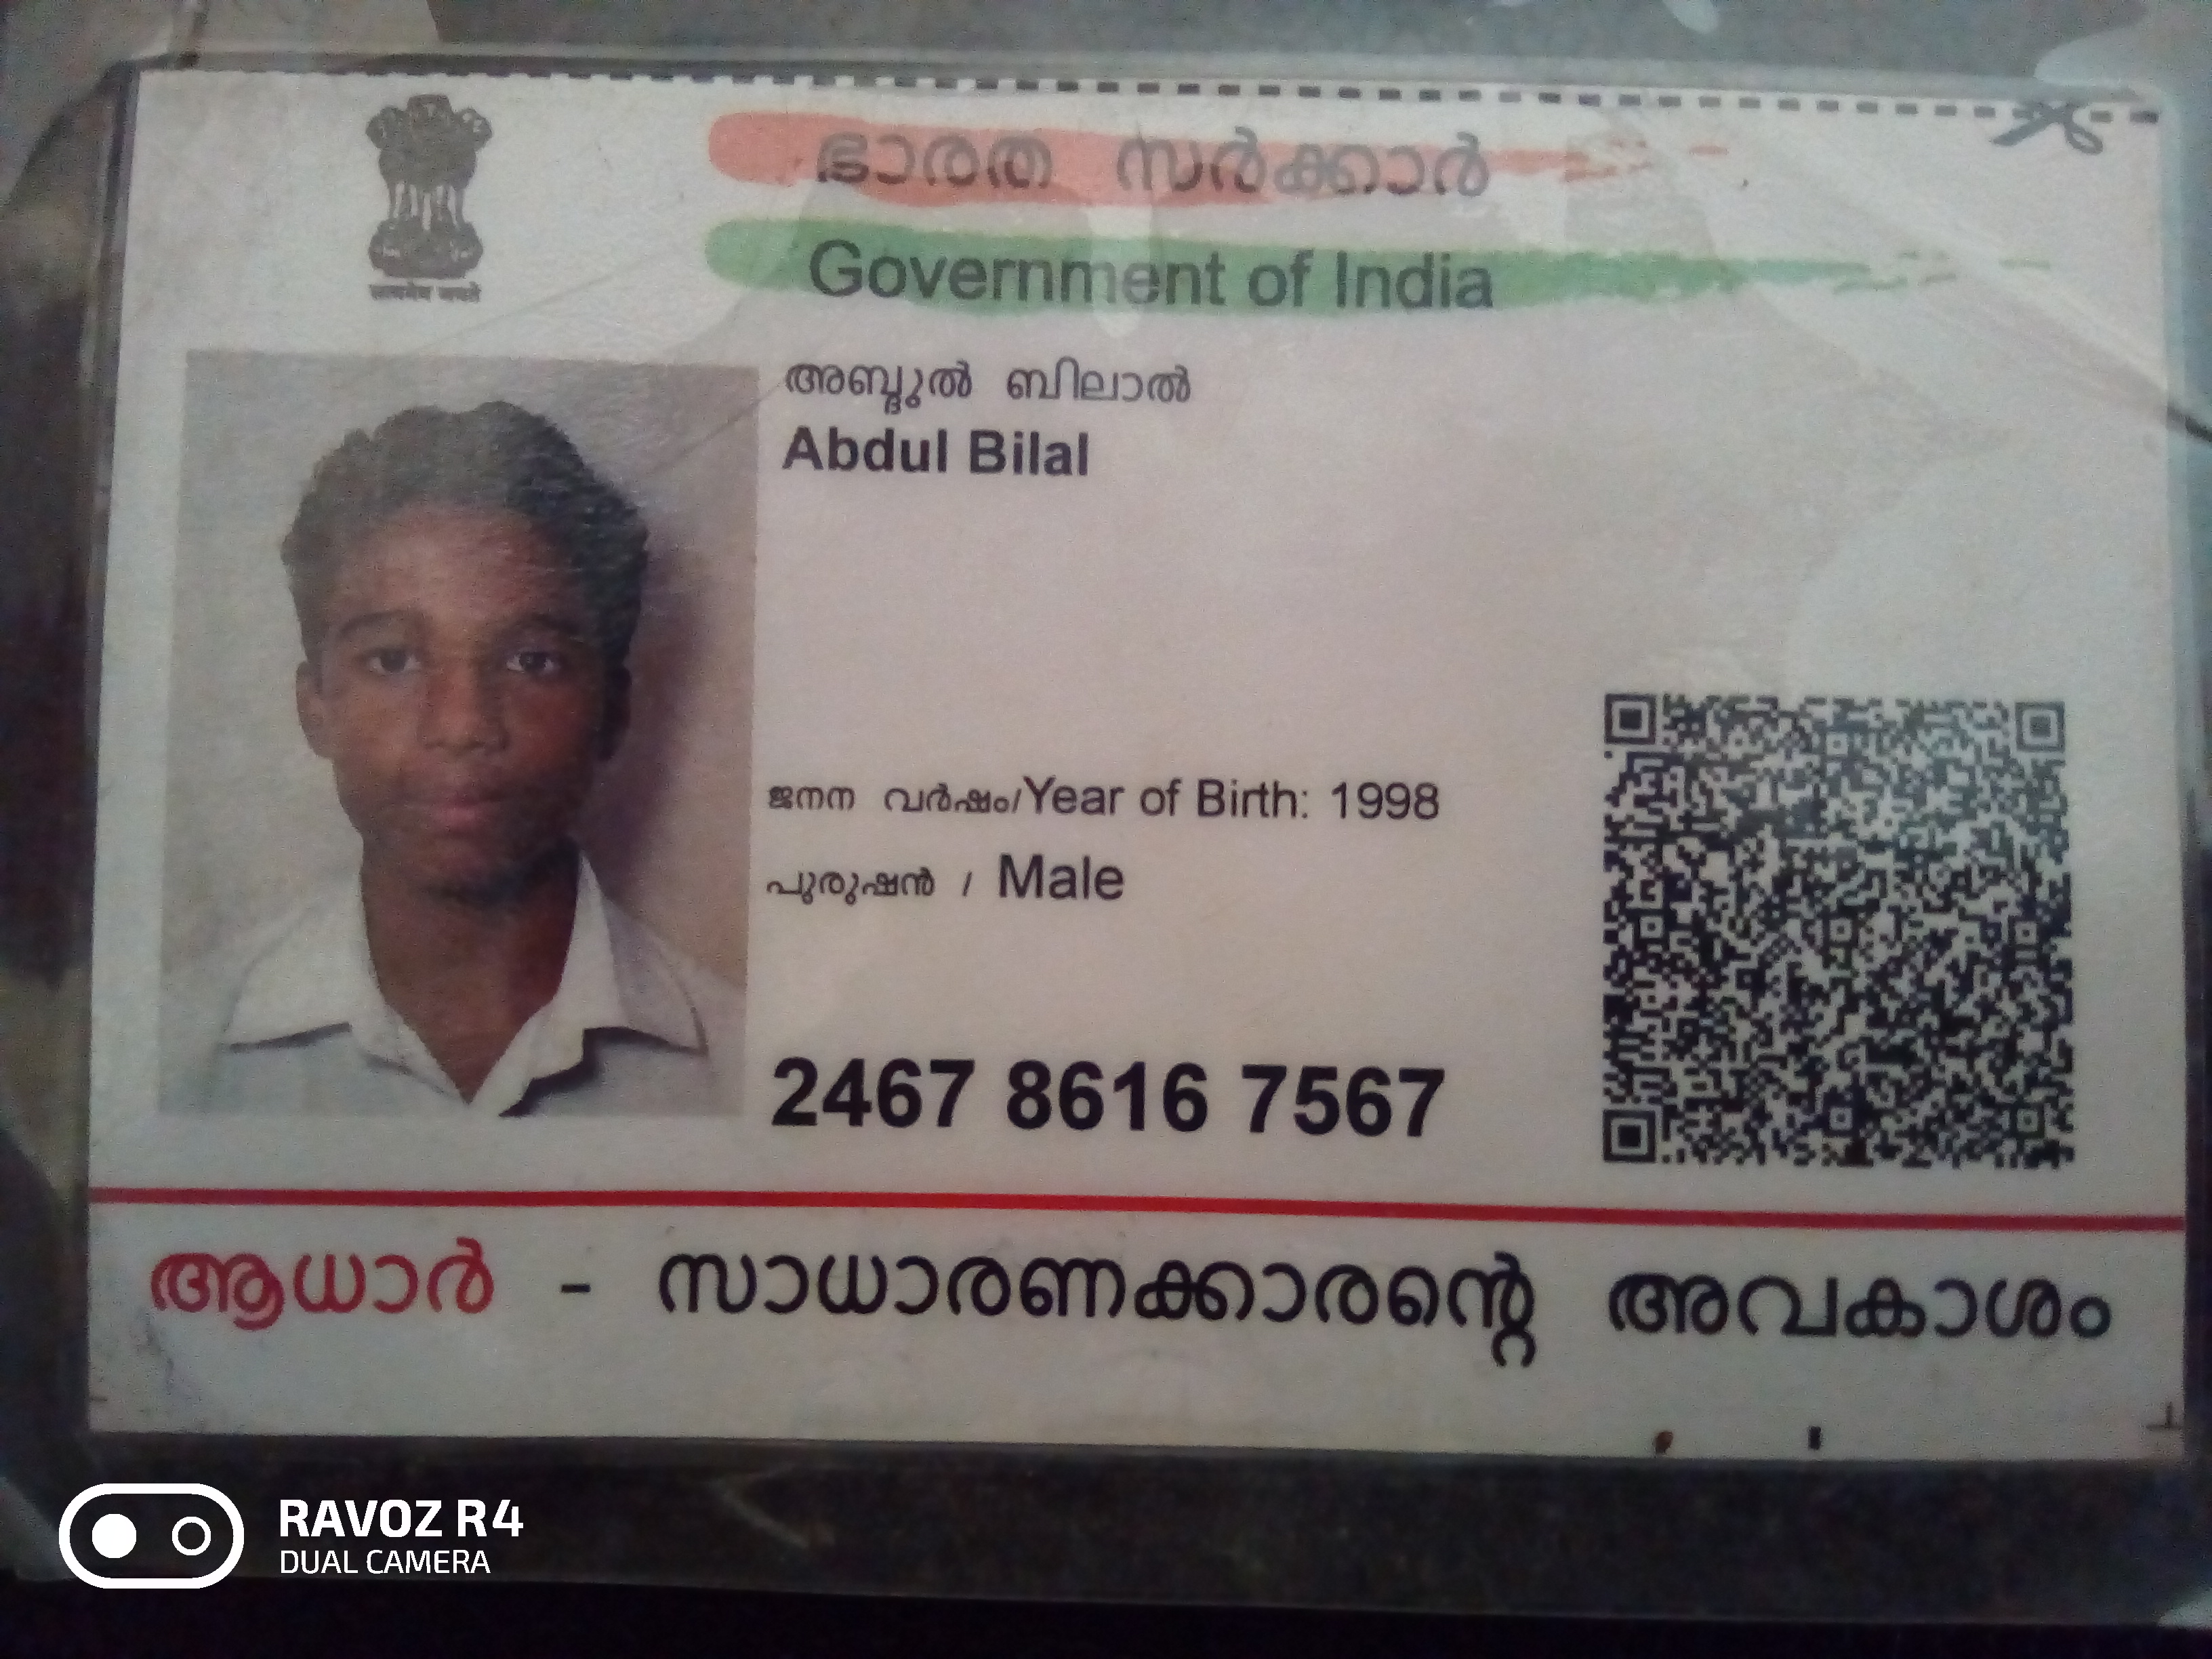 ഭാരത സർക്കാർ
Government of India
सत्यमेव जयते
അബ്ദുൽ ബിലാൽ
Abdul Bilal
ജനന വർഷം/Year of Birth: 1998
പുരുഷൻ / Male
2467 8616 7567
ആധാർ - സാധാരണക്കാരന്റെ അവകാശം
RAVOZ R4
DUAL CAMERA